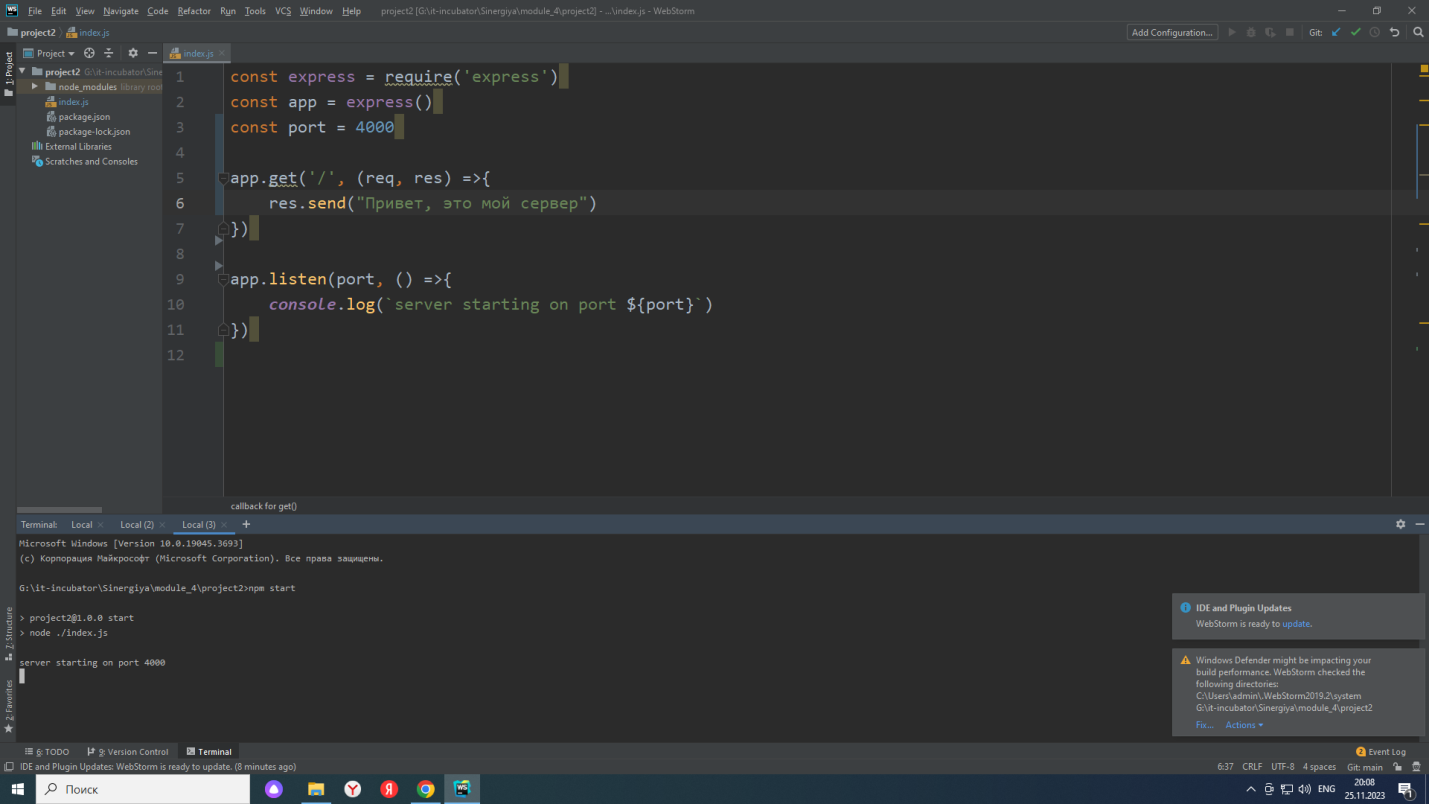 File Edit View Navigate Code Refactor Run Tools VCS Window Help project2 [G:\it-incubator\Sinergiya\module_4\project2] - ...\index.js - WebStorm
project2 index.js Add Configuration... Git:
Project index.js
1: Project
project2 G:\it-incubator\Sine
node_modules library root
index.js
package.json
package-lock.json
External Libraries
Scratches and Consoles
1 const express = require('express')
2 const app = express()
3 const port = 4000
4
5 app.get('/', (req, res) =>{
6 res.send("Привет, это мой сервер")
7 })
8
9 app.listen(port, () =>{
10 console.log(`server starting on port ${port}`)
11 })
12
callback for get()
Terminal: Local Local (2) Local (3) +
Microsoft Windows [Version 10.0.19045.3693]
(c) Корпорация Майкрософт (Microsoft Corporation). Все права защищены.
G:\it-incubator\Sinergiya\module_4\project2>npm start
> project2@1.0.0 start
> node ./index.js
server starting on port 4000
7: Structure
2: Favorites
IDE and Plugin Updates
WebStorm is ready to update.
Windows Defender might be impacting your
build performance. WebStorm checked the
following directories:
C:\Users\admin\.WebStorm2019.2\system
G:\it-incubator\Sinergiya\module_4\project2
Fix... Actions
6: TODO 9: Version Control Terminal 2 Event Log
IDE and Plugin Updates: WebStorm is ready to update. (8 minutes ago) 6:37 CRLF UTF-8 4 spaces Git: main
Поиск ENG 20:08
25.11.2023